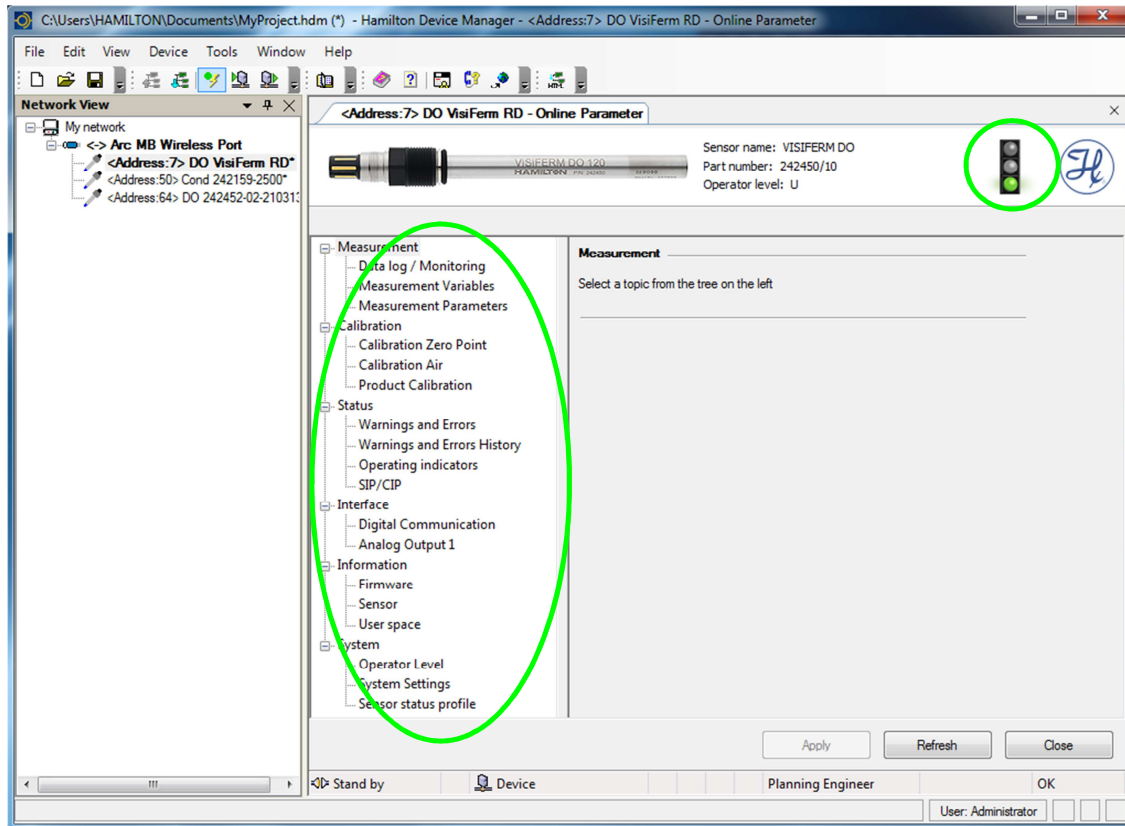 C:\Users\HAMILTON\Documents\MyProject.hdm (*) - Hamilton Device Manager - <Address:7> DO VisiFerm RD - Online Parameter
File Edit View Device Tools Window Help
Network View
My network
<-> Arc MB Wireless Port
<Address:7> DO VisiFerm RD*
<Address:50> Cond 242159-2500*
<Address:64> DO 242452-02-210313
<Address:7> DO VisiFerm RD - Online Parameter
VISIFERM DO 120
HAMILTON
Sensor name: VISIFERM DO
Part number: 242450/10
Operator level: U
Measurement
Data log / Monitoring
Measurement Variables
Measurement Parameters
Calibration
Calibration Zero Point
Calibration Air
Product Calibration
Status
Warnings and Errors
Warnings and Errors History
Operating indicators
SIP/CIP
Interface
Digital Communication
Analog Output 1
Information
Firmware
Sensor
User space
System
Operator Level
System Settings
Sensor status profile
Measurement
Select a topic from the tree on the left
Apply Refresh Close
Stand by Device Planning Engineer OK
User: Administrator